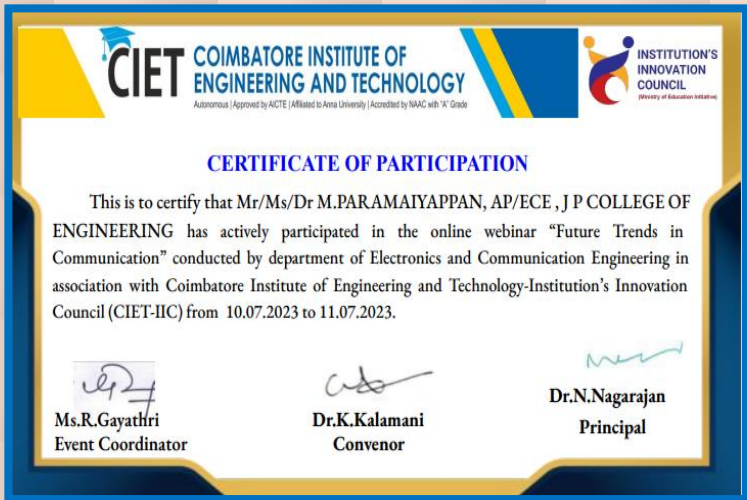 CIET COIMBATORE INSTITUTE OF
ENGINEERING AND TECHNOLOGY
Autonomous | Approved by AICTE | Affiliated to Anna University | Accredited by NAAC with "A" Grade
INSTITUTION'S
INNOVATION
COUNCIL
(Ministry of Education Initiative)
CERTIFICATE OF PARTICIPATION
This is to certify that Mr/Ms/Dr M.PARAMAIYAPPAN, AP/ECE , J P COLLEGE OF
ENGINEERING has actively participated in the online webinar “Future Trends in
Communication” conducted by department of Electronics and Communication Engineering in
association with Coimbatore Institute of Engineering and Technology-Institution’s Innovation
Council (CIET-IIC) from 10.07.2023 to 11.07.2023.
Ms.R.Gayathri
Event Coordinator
Dr.K.Kalamani
Convenor
Dr.N.Nagarajan
Principal